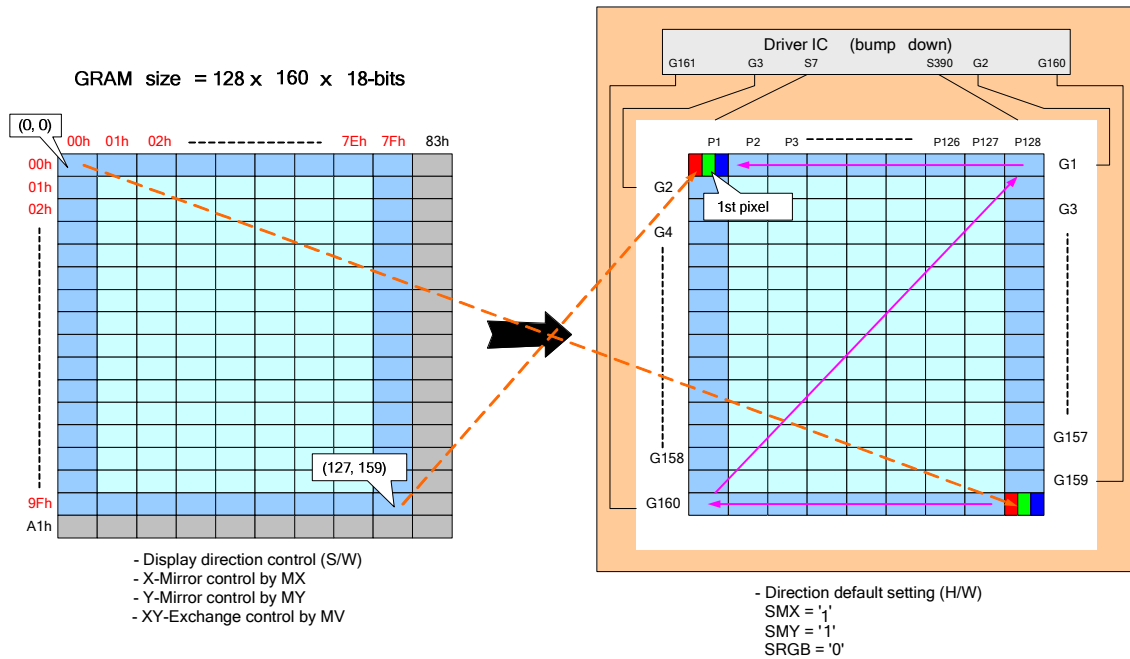 GRAM size = 128 x 160 x 18-bits
(0, 0)
00h 01h 02h 7Eh 7Fh 83h
00h
01h
02h
9Fh
A1h
(127, 159)
- Display direction control (S/W)
- X-Mirror control by MX
- Y-Mirror control by MY
- XY-Exchange control by MV
Driver IC (bump down)
G161 G3 S7 S390 G2 G160
P1 P2 P3 P126 P127 P128
1st pixel
G2
G4
G158
G160
G1
G3
G157
G159
- Direction default setting (H/W)
SMX = '1'
SMY = '1'
SRGB = '0'